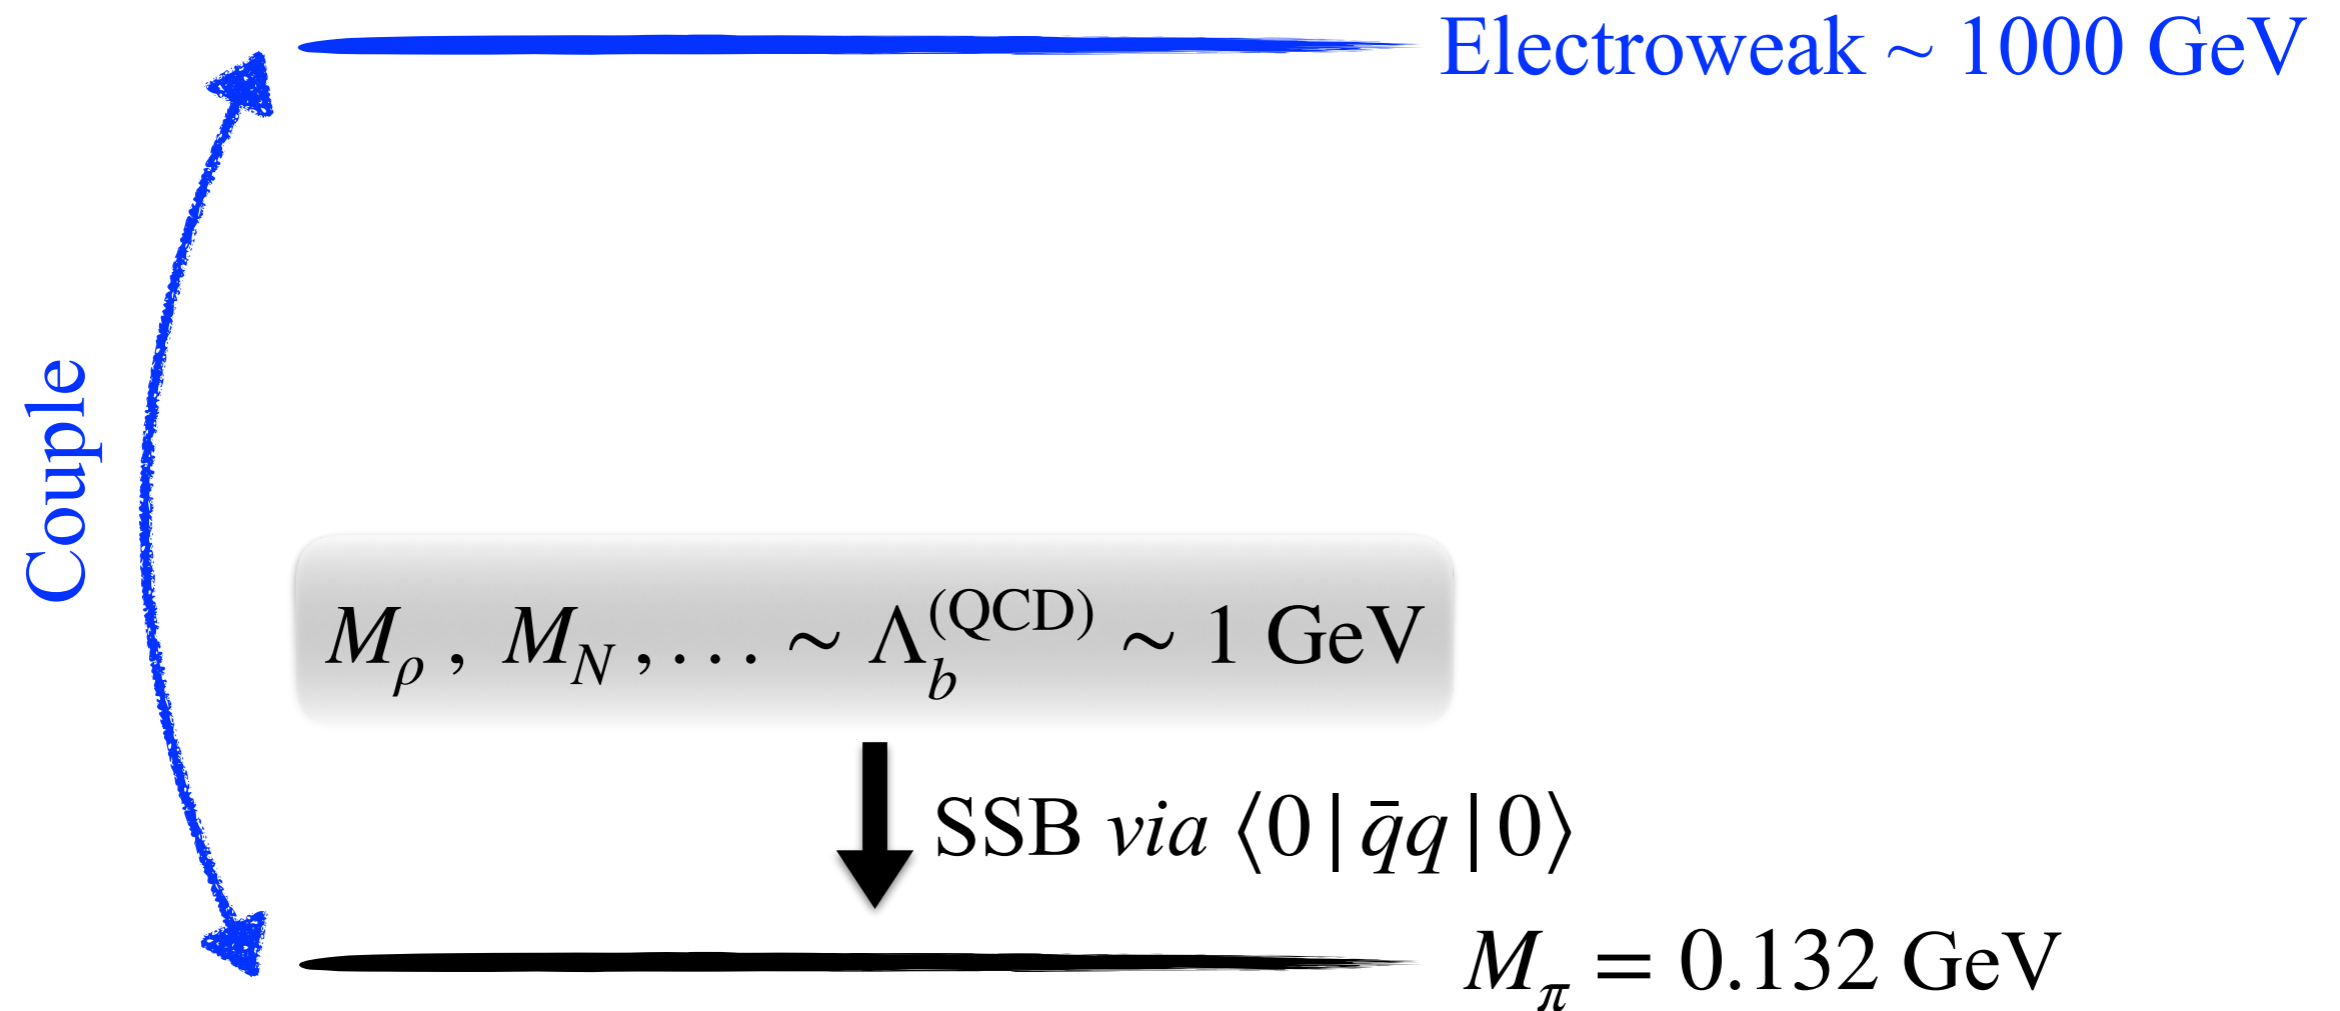 Electroweak ~ 1000 GeV
Couple
M_ρ , M_N , . . . ~ Λ_b^(QCD) ~ 1 GeV
SSB via ⟨0 | q̄q | 0⟩
M_π = 0.132 GeV